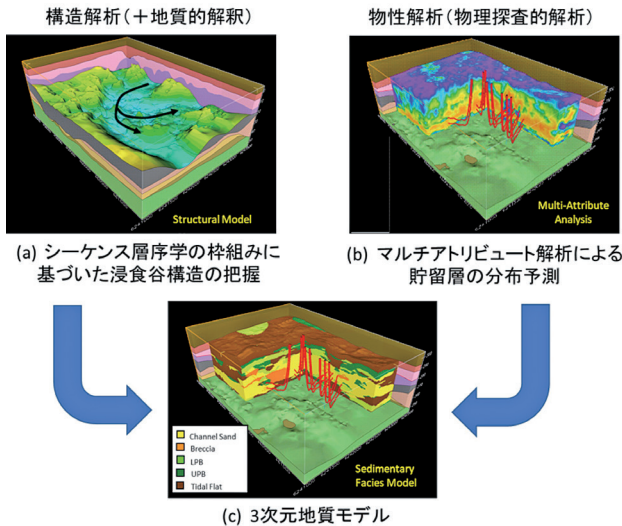 構造解析(+地質的解釈)
物性解析(物理探査的解析)
Structural Model
Multi-Attribute
Analysis
(a) シーケンス層序学の枠組みに
基づいた浸食谷構造の把握
(b) マルチアトリビュート解析による
貯留層の分布予測
Channel Sand
Breccia
LPB
UPB
Tidal Flat
Sedimentary
Facies Model
(c) 3次元地質モデル